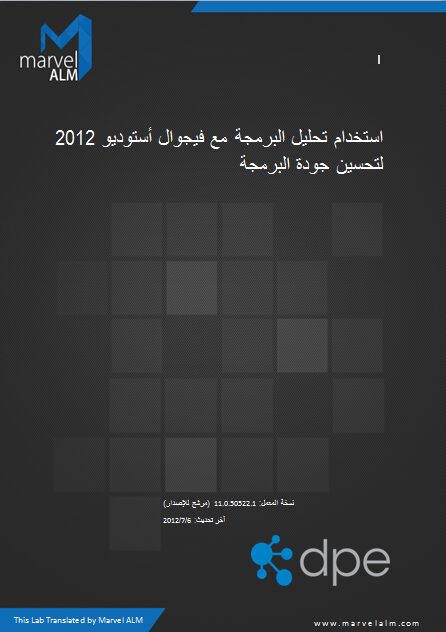 marvel
ALM
I
استخدام تحليل البرمجة مع فيجوال أستوديو 2012
لتحسين جودة البرمجة
نسخة المعمل: 11.0.50522.1 (مرشح للإصدار)
آخر تحديث: 2012/7/6
dpe
This Lab Translated by Marvel ALM
www.marvelalm.com